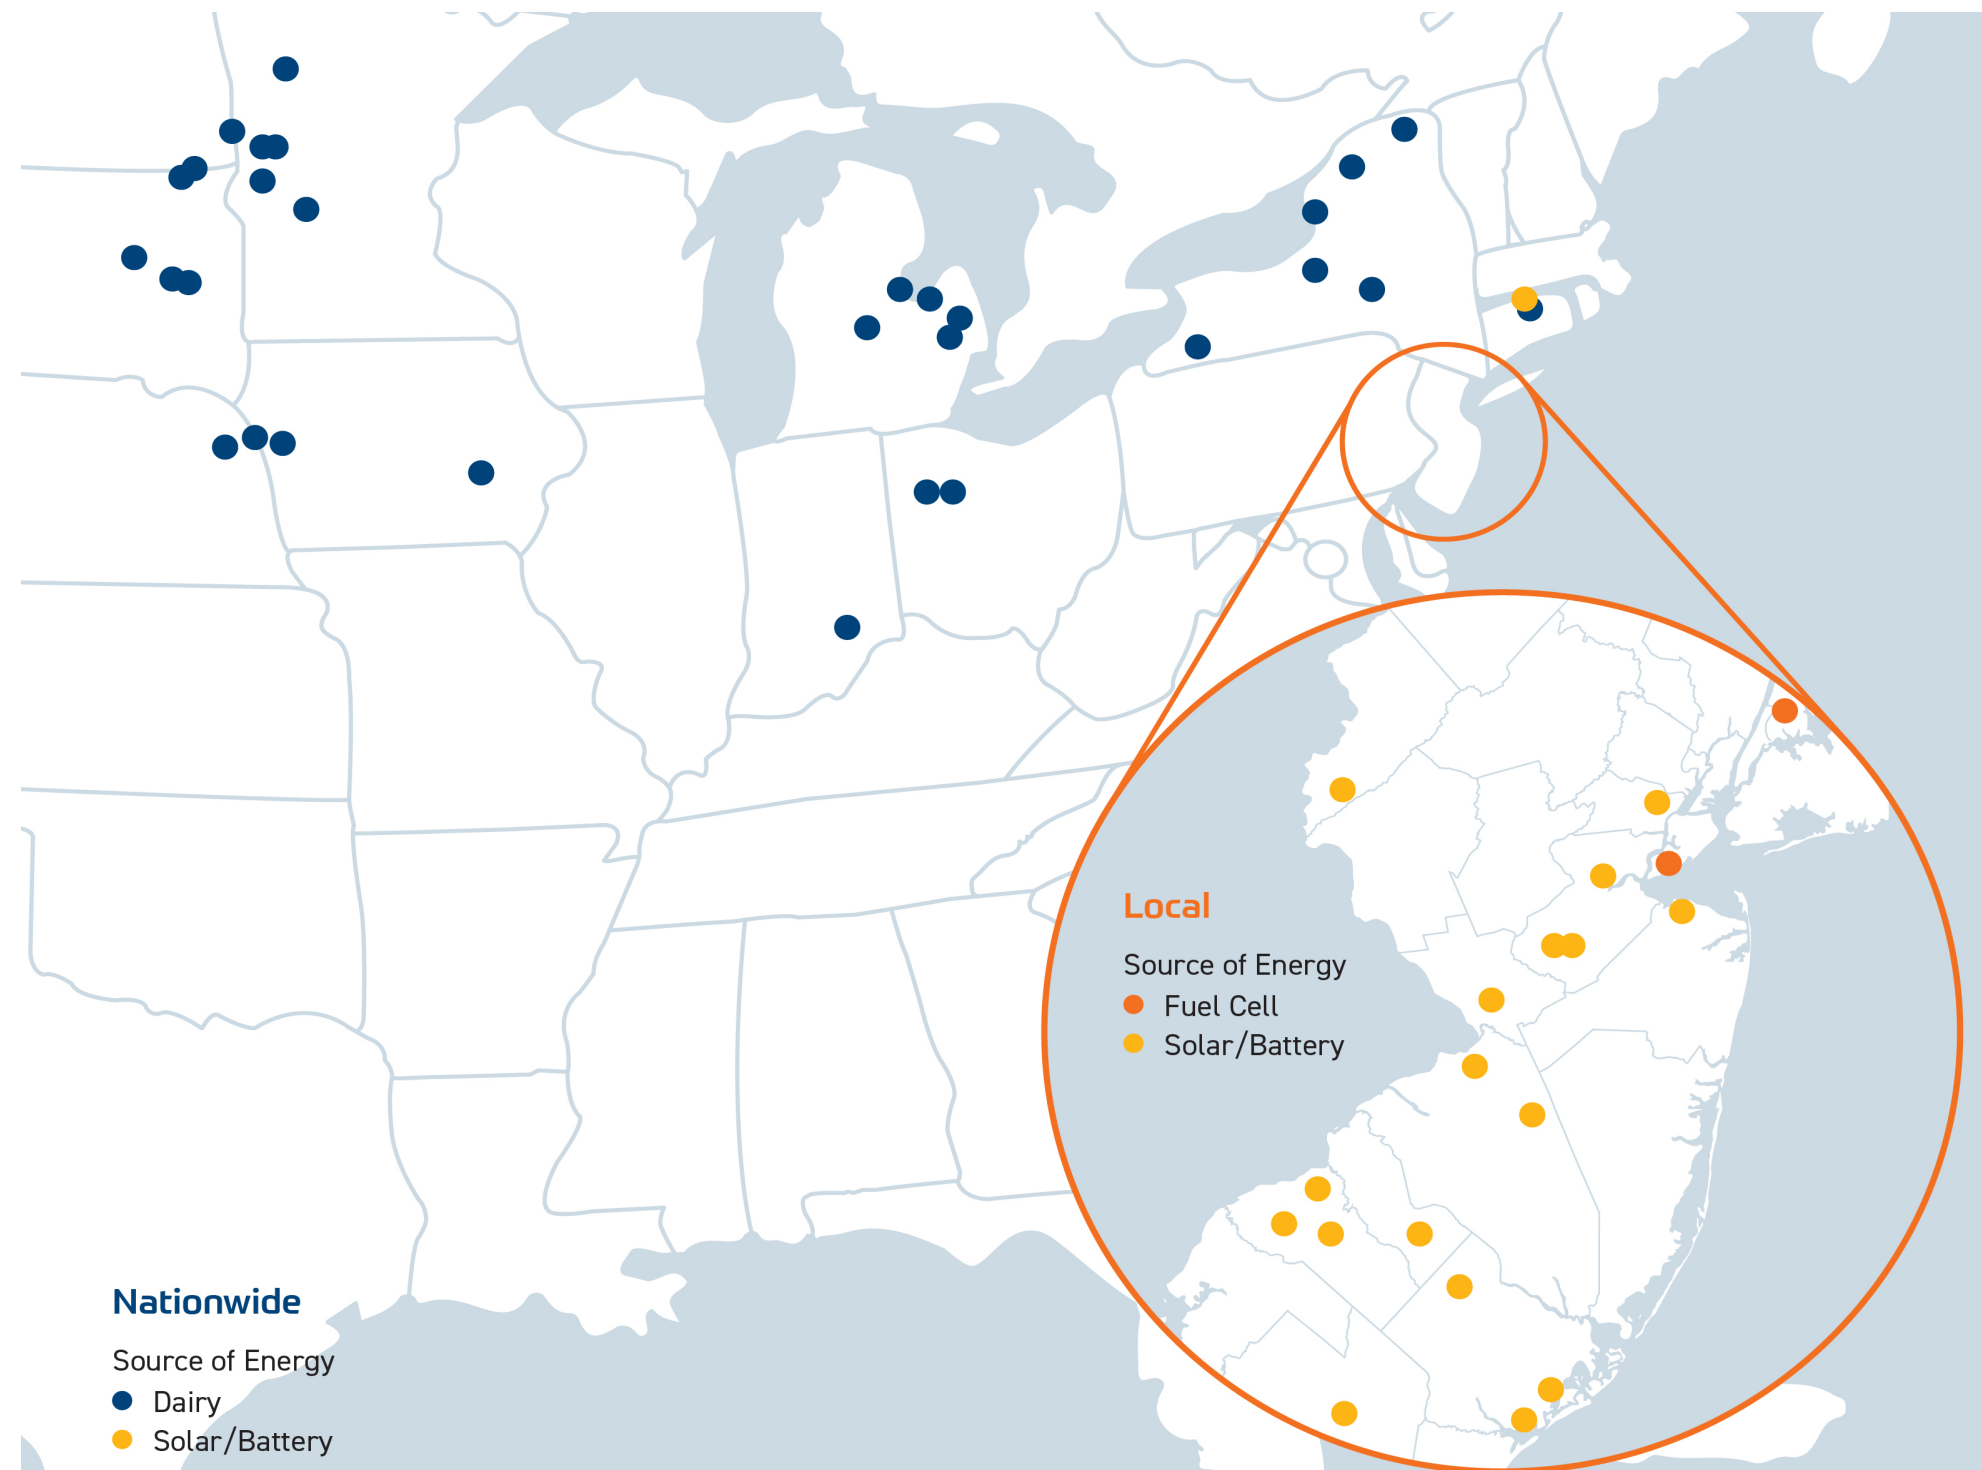 Local
Source of Energy
Fuel Cell
Solar/Battery
Nationwide
Source of Energy
Dairy
Solar/Battery